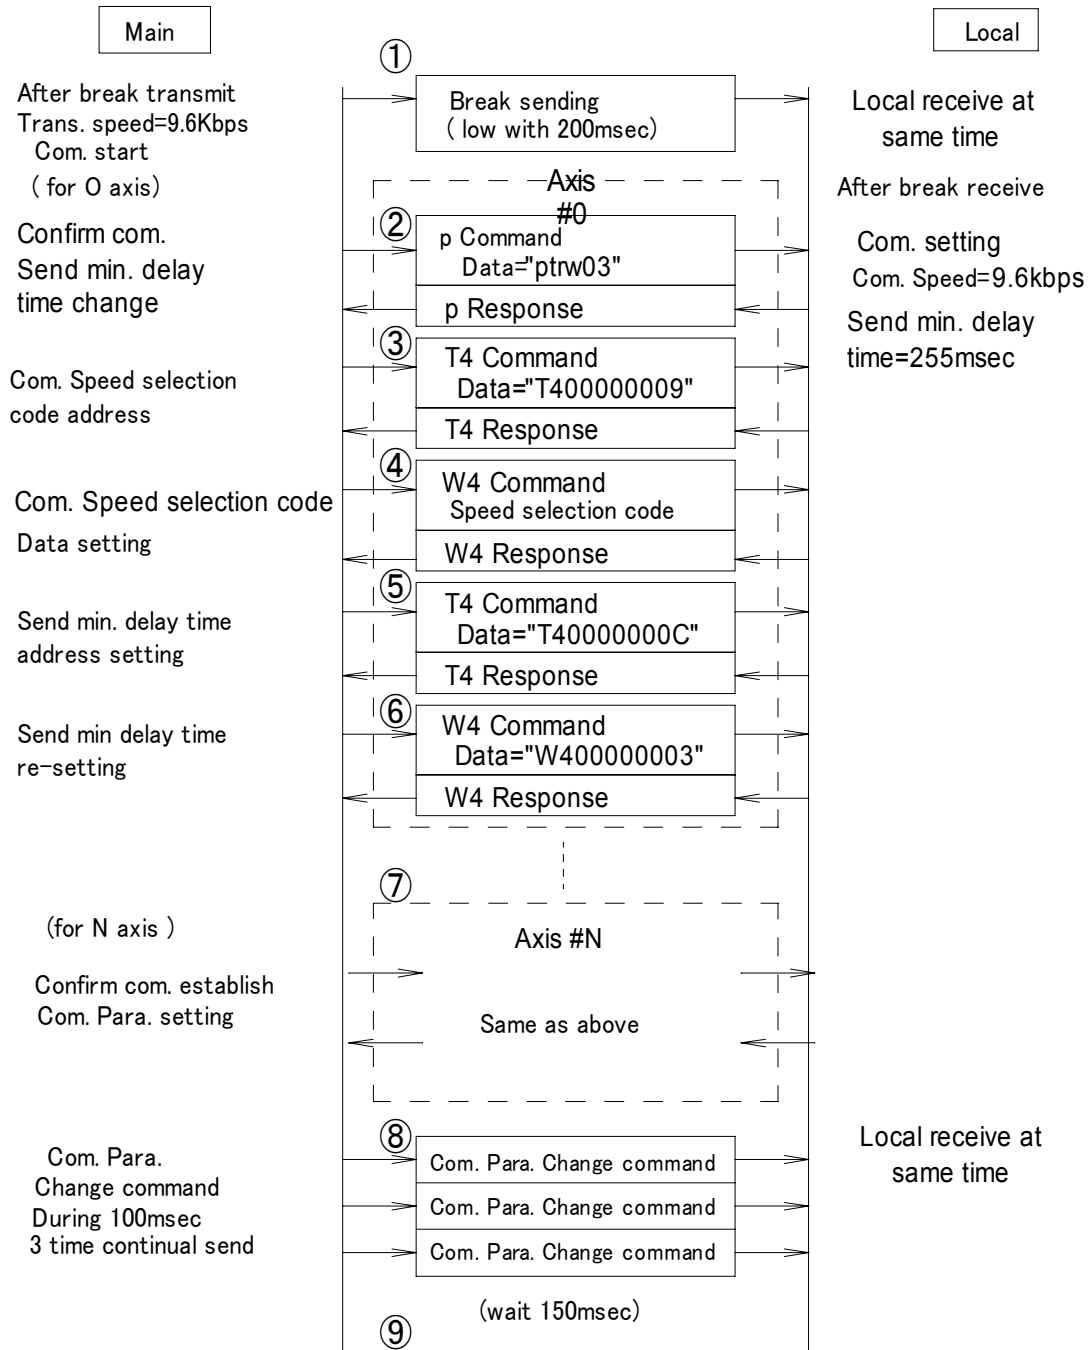 Main
Local
①
After break transmit
Trans. speed=9.6Kbps
Com. start
( for O axis)
Break sending
( low with 200msec)
Local receive at
same time
After break receive
Axis
#0
②
Confirm com.
Send min. delay
time change
p Command
Data="ptrw03"
p Response
Com. setting
Com. Speed=9.6kbps
Send min. delay
time=255msec
③
Com. Speed selection
code address
T4 Command
Data="T400000009"
T4 Response
④
Com. Speed selection code
Data setting
W4 Command
Speed selection code
W4 Response
⑤
Send min. delay time
address setting
T4 Command
Data="T40000000C"
T4 Response
⑥
Send min delay time
re-setting
W4 Command
Data="W400000003"
W4 Response
⑦
(for N axis )
Confirm com. establish
Com. Para. setting
Axis #N
Same as above
⑧
Com. Para.
Change command
During 100msec
3 time continual send
Com. Para. Change command
Com. Para. Change command
Com. Para. Change command
Local receive at
same time
(wait 150msec)
⑨